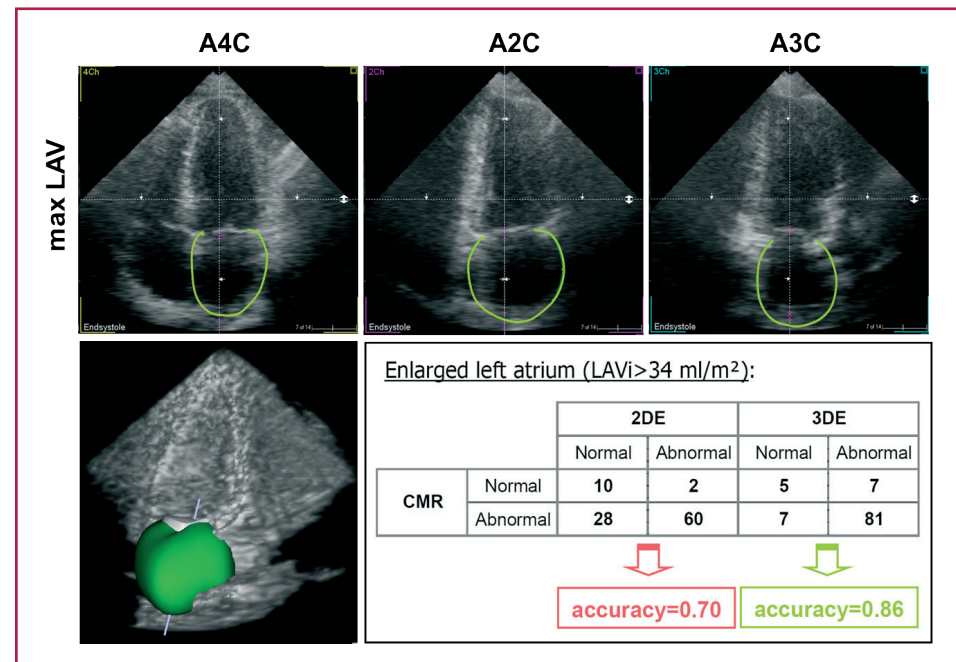 A4C A2C A3C
max LAV
4Ch 2Ch 3Ch
Endsystole 7 of 14 Endsystole 7 of 14 Endsystole 7 of 14
Enlarged left atrium (LAVi>34 ml/m²):
2DE 3DE
Normal Abnormal Normal Abnormal
CMR Normal 10 2 5 7
Abnormal 28 60 7 81
accuracy=0.70 accuracy=0.86